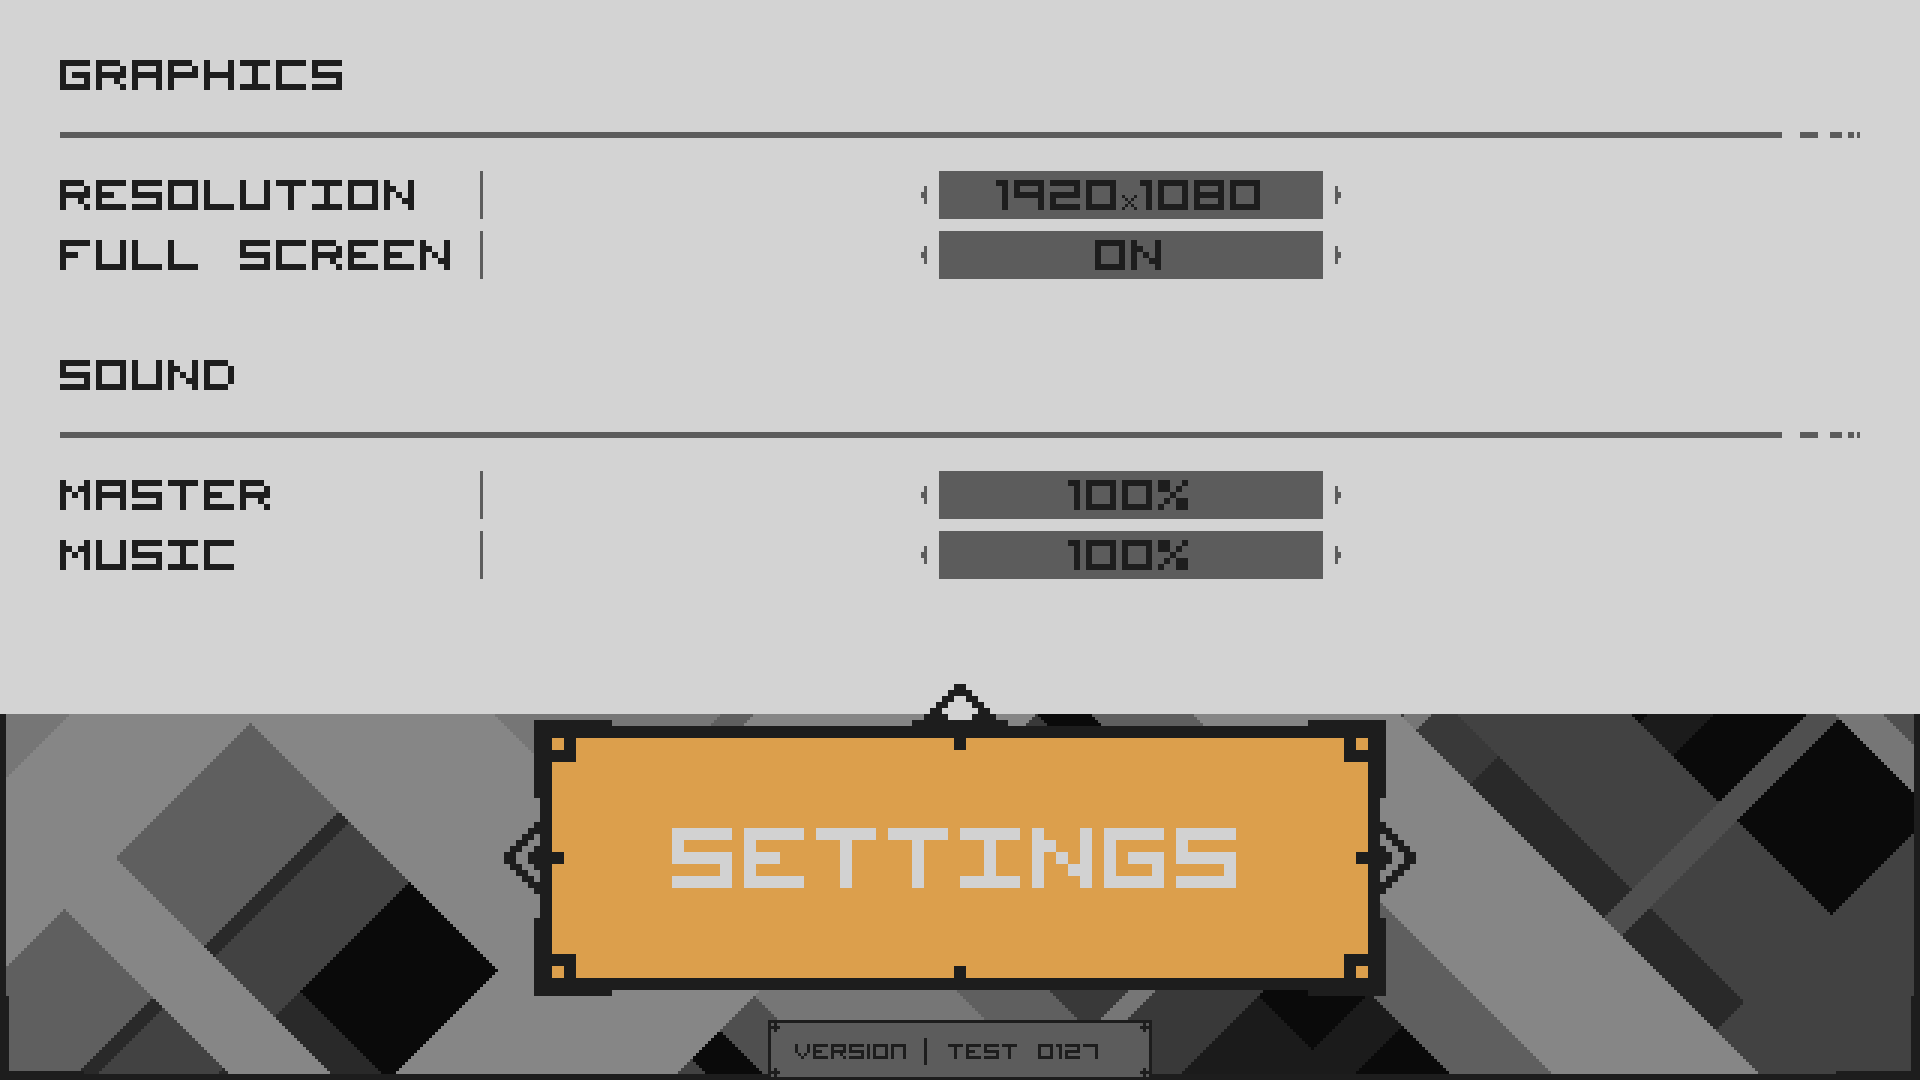 GRAPHICS
RESOLUTION 1920x1080
FULL SCREEN ON
SOUND
MASTER 100%
MUSIC 100%
SETTINGS
VERSION | TEST 0127